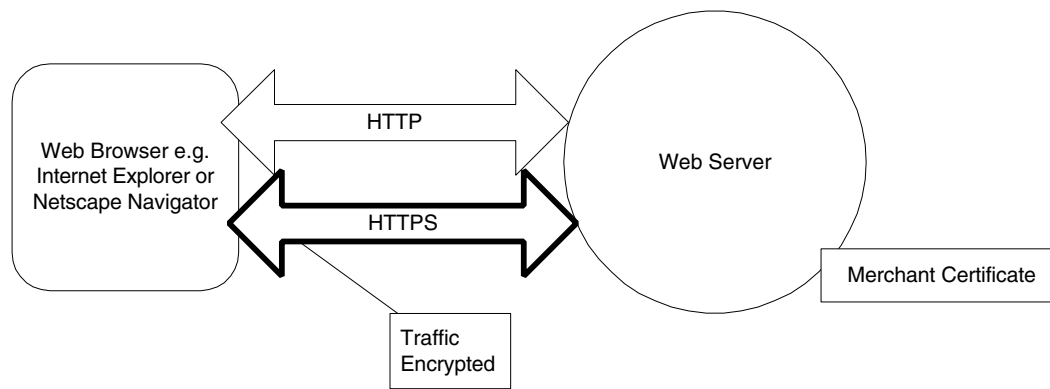 HTTP
Web Browser e.g.
Internet Explorer or
Netscape Navigator
Web Server
HTTPS
Merchant Certificate
Traffic
Encrypted